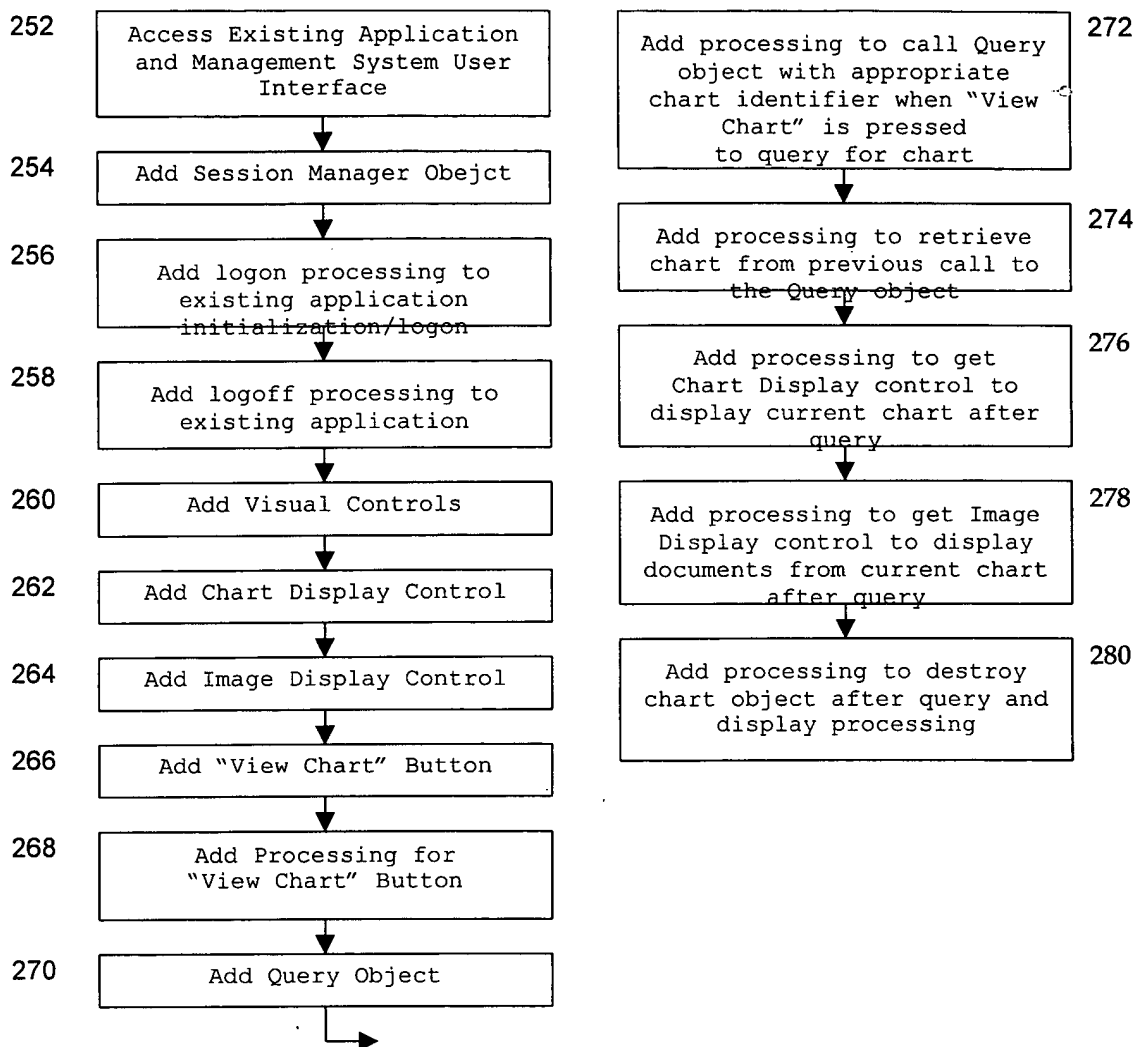 252
Access Existing Application
and Management System User
Interface
254
Add Session Manager Obejct
256
Add logon processing to
existing application
initialization/logon
258
Add logoff processing to
existing application
260
Add Visual Controls
262
Add Chart Display Control
264
Add Image Display Control
266
Add "View Chart" Button
268
Add Processing for
"View Chart" Button
270
Add Query Object
272
Add processing to call Query
object with appropriate
chart identifier when "View
Chart" is pressed
to query for chart
274
Add processing to retrieve
chart from previous call to
the Query object
276
Add processing to get
Chart Display control to
display current chart after
query
278
Add processing to get Image
Display control to display
documents from current chart
after query
280
Add processing to destroy
chart object after query and
display processing